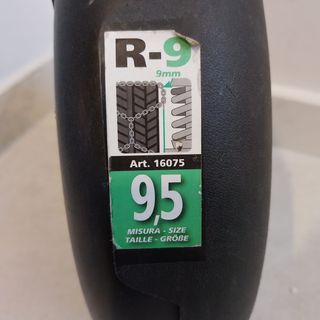 R-9
9mm
Art. 16075
9,5
MISURA - SIZE
TAILLE - GRÖßE